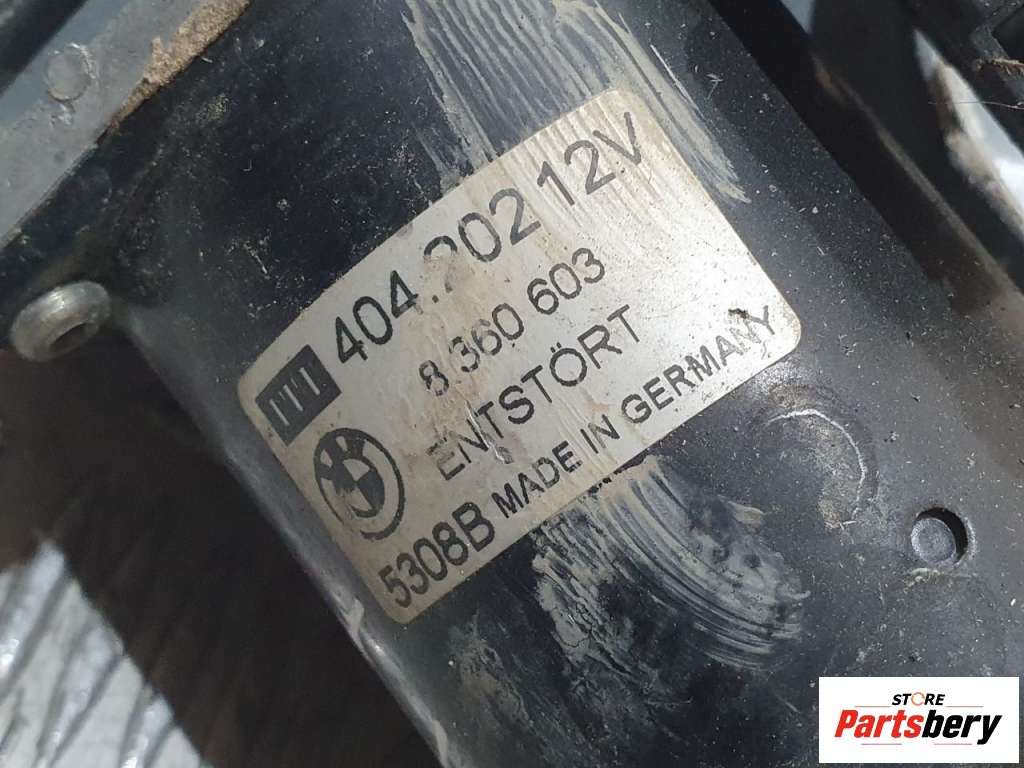 404.202 12V
8 360 603
ENTSTÖRT
5308B MADE IN GERMANY
STORE
Partsbery